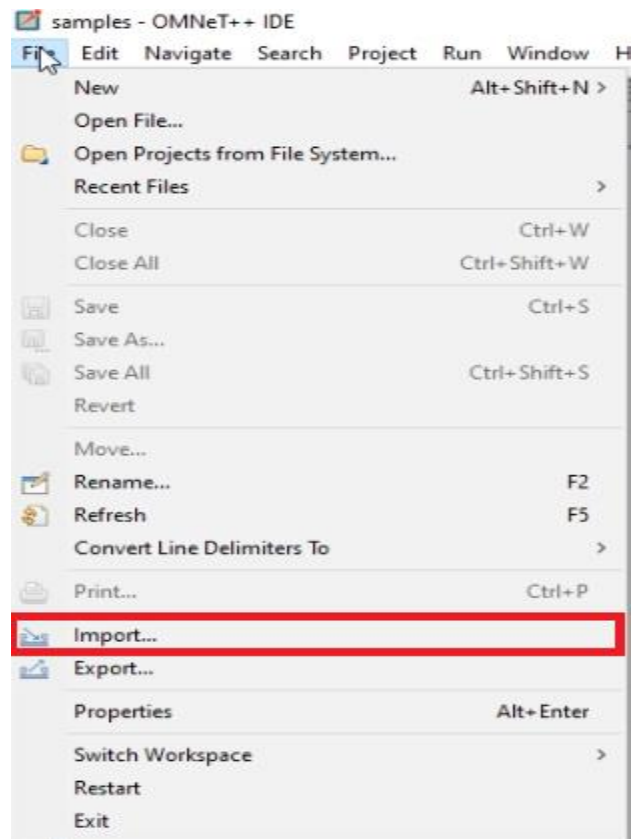 samples - OMNeT++ IDE
File Edit Navigate Search Project Run Window H
New Alt+Shift+N >
Open File...
Open Projects from File System...
Recent Files >
Close Ctrl+W
Close All Ctrl+Shift+W
Save Ctrl+S
Save As...
Save All Ctrl+Shift+S
Revert
Move...
Rename... F2
Refresh F5
Convert Line Delimiters To >
Print... Ctrl+P
Import...
Export...
Properties Alt+Enter
Switch Workspace >
Restart
Exit